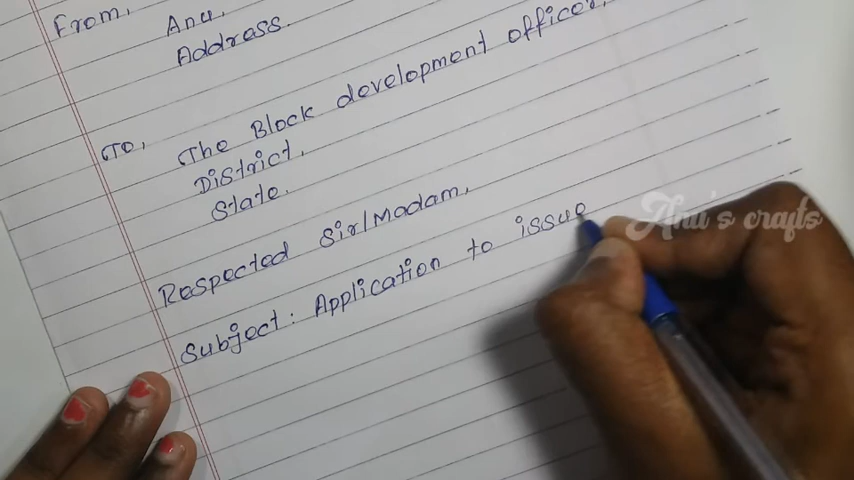 From,
Anu.
Address.
To,
The Block development officer,
District.
State.
Respected Sir/Madam,
Subject: Application to issue
Anu's crafts